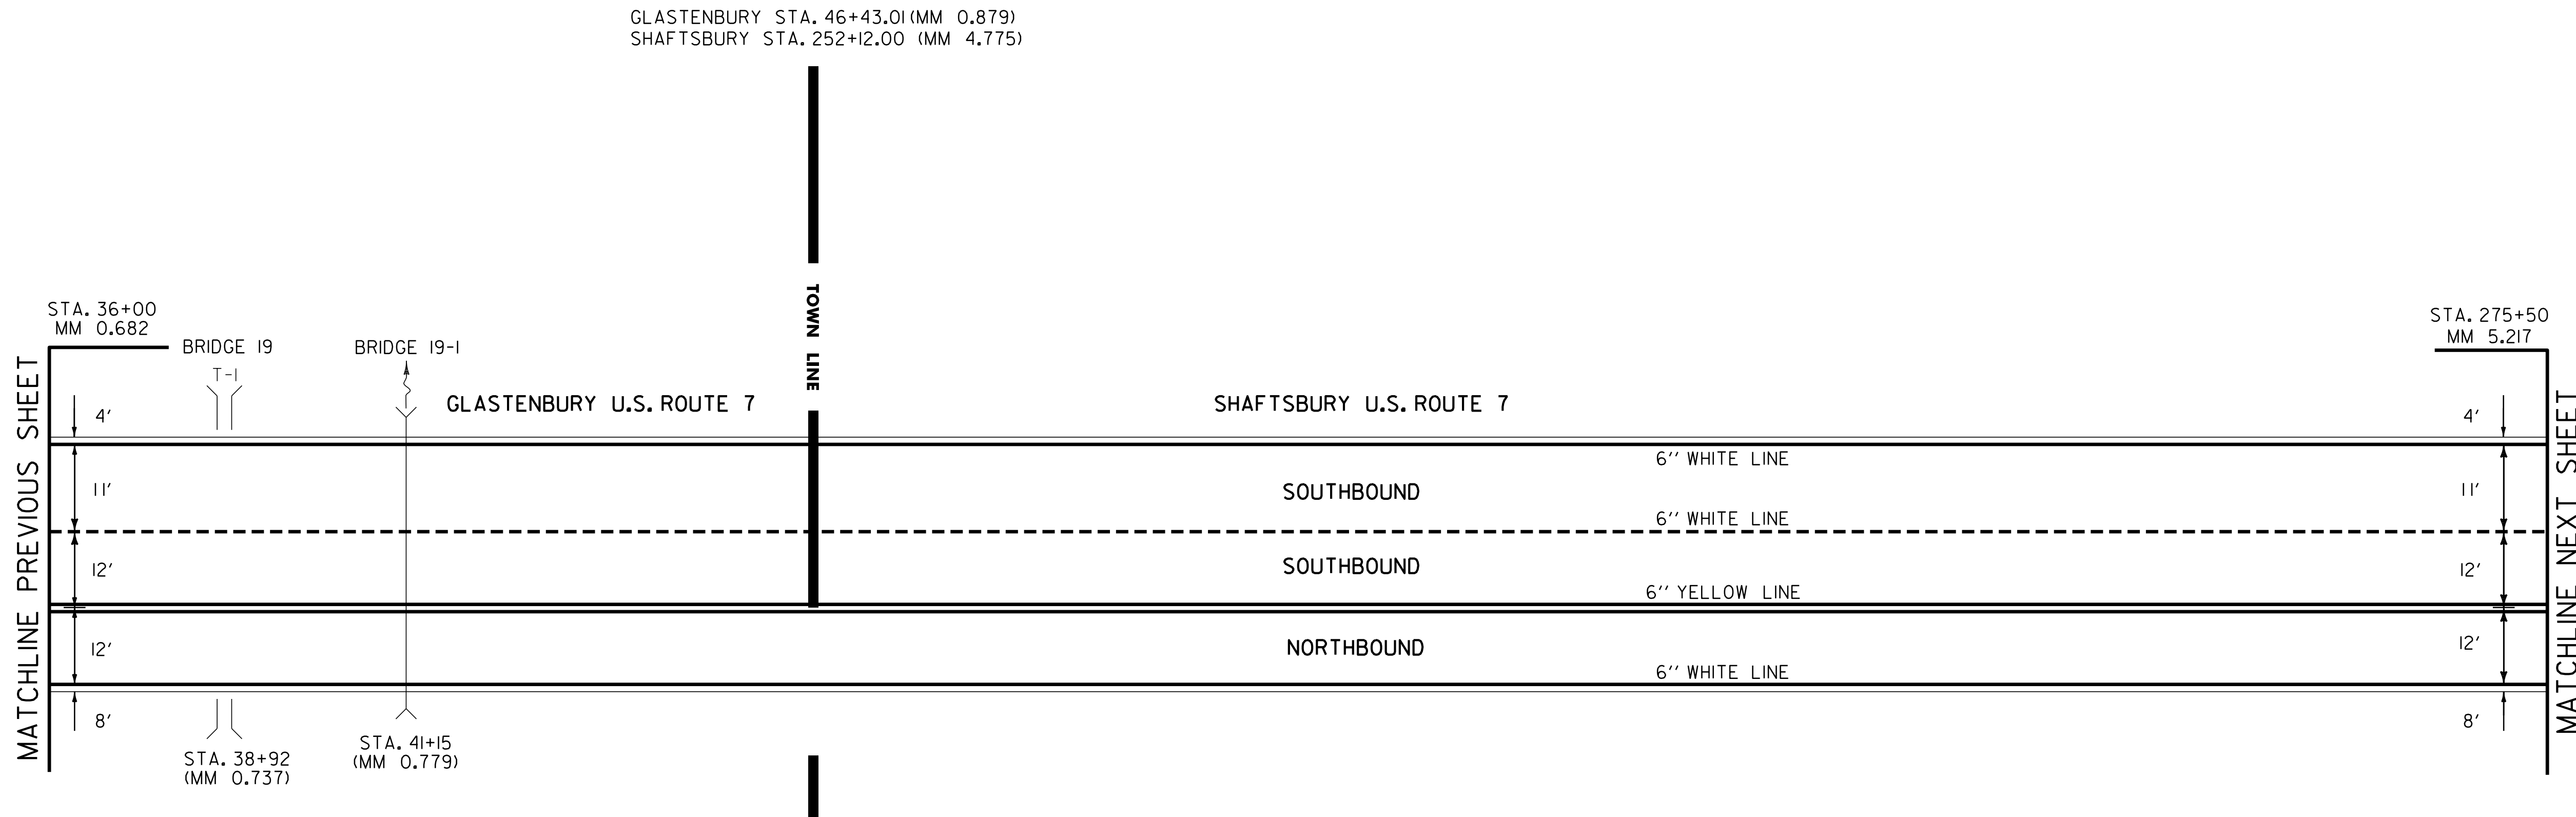 GLASTENBURY STA. 46+43.01 (MM 0.879)
SHAFTSBURY STA. 252+12.00 (MM 4.775)
TOWN LINE
STA. 36+00
MM 0.682
STA. 275+50
MM 5.217
BRIDGE 19
T-1
BRIDGE 19-1
MATCHLINE PREVIOUS SHEET
MATCHLINE NEXT SHEET
GLASTENBURY U.S. ROUTE 7
SHAFTSBURY U.S. ROUTE 7
4'
4'
6'' WHITE LINE
11'
SOUTHBOUND
11'
6'' WHITE LINE
12'
SOUTHBOUND
12'
6'' YELLOW LINE
12'
NORTHBOUND
12'
6'' WHITE LINE
8'
8'
STA. 38+92
(MM 0.737)
STA. 41+15
(MM 0.779)